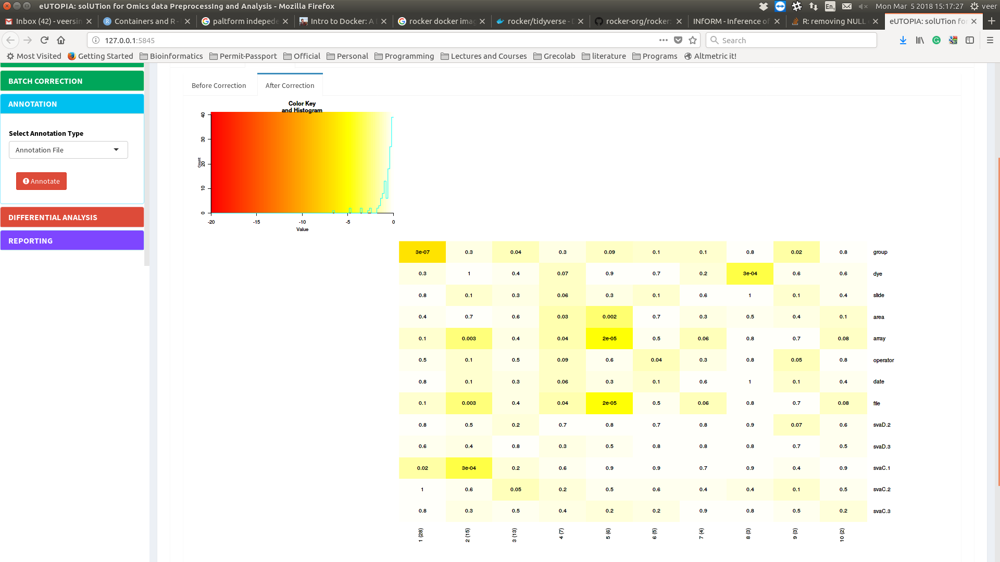 eUTOPIA: solUTion for Omics data PreprocessIng and Analysis - Mozilla Firefox
En1
Mon Mar 5 2018 15:17:27
veer
Inbox (42) - veersin
Containers and R -
paltform indepede
Intro to Docker: A
rocker docker imag
rocker/tidyverse -
rocker-org/rocker:
INfORM - Inference of
R: removing NULL
eUTOPIA: solUTion fo
127.0.0.1:5845
Search
Most Visited
Getting Started
Bioinformatics
Permit-Passport
Official
Personal
Programming
Lectures and Courses
Grecolab
literature
Programs
Altmetric it!
BATCH CORRECTION
ANNOTATION
Select Annotation Type
Annotation File
Annotate
DIFFERENTIAL ANALYSIS
REPORTING
Before Correction
After Correction
Color Key
and Histogram
Count
0 10 20 30 40
-20 -15 -10 -5 0
Value
3e-07 0.3 0.04 0.3 0.09 0.1 0.1 0.8 0.02 0.8 group
0.3 1 0.4 0.07 0.9 0.7 0.2 3e-04 0.6 0.6 dye
0.8 0.1 0.3 0.06 0.3 0.1 0.6 1 0.1 0.4 slide
0.4 0.7 0.6 0.03 0.002 0.7 0.3 0.5 0.4 0.1 area
0.1 0.003 0.4 0.04 2e-05 0.5 0.06 0.8 0.7 0.08 array
0.5 0.1 0.5 0.09 0.6 0.04 0.3 0.8 0.05 0.8 operator
0.8 0.1 0.3 0.06 0.3 0.1 0.6 1 0.1 0.4 date
0.1 0.003 0.4 0.04 2e-05 0.5 0.06 0.8 0.7 0.08 file
0.8 0.5 0.2 0.7 0.8 0.7 0.8 0.9 0.07 0.6 svaD.2
0.6 0.4 0.8 0.3 0.5 0.8 0.8 0.8 0.7 0.5 svaD.3
0.02 3e-04 0.2 0.6 0.9 0.9 0.7 0.9 0.4 0.9 svaC.1
1 0.6 0.05 0.2 0.5 0.6 0.4 0.4 0.1 0.5 svaC.2
0.8 0.3 0.5 0.4 0.2 0.2 0.9 0.8 0.5 0.2 svaC.3
1 (28) 2 (15) 3 (13) 4 (7) 5 (6) 6 (5) 7 (4) 8 (3) 9 (3) 10 (2)